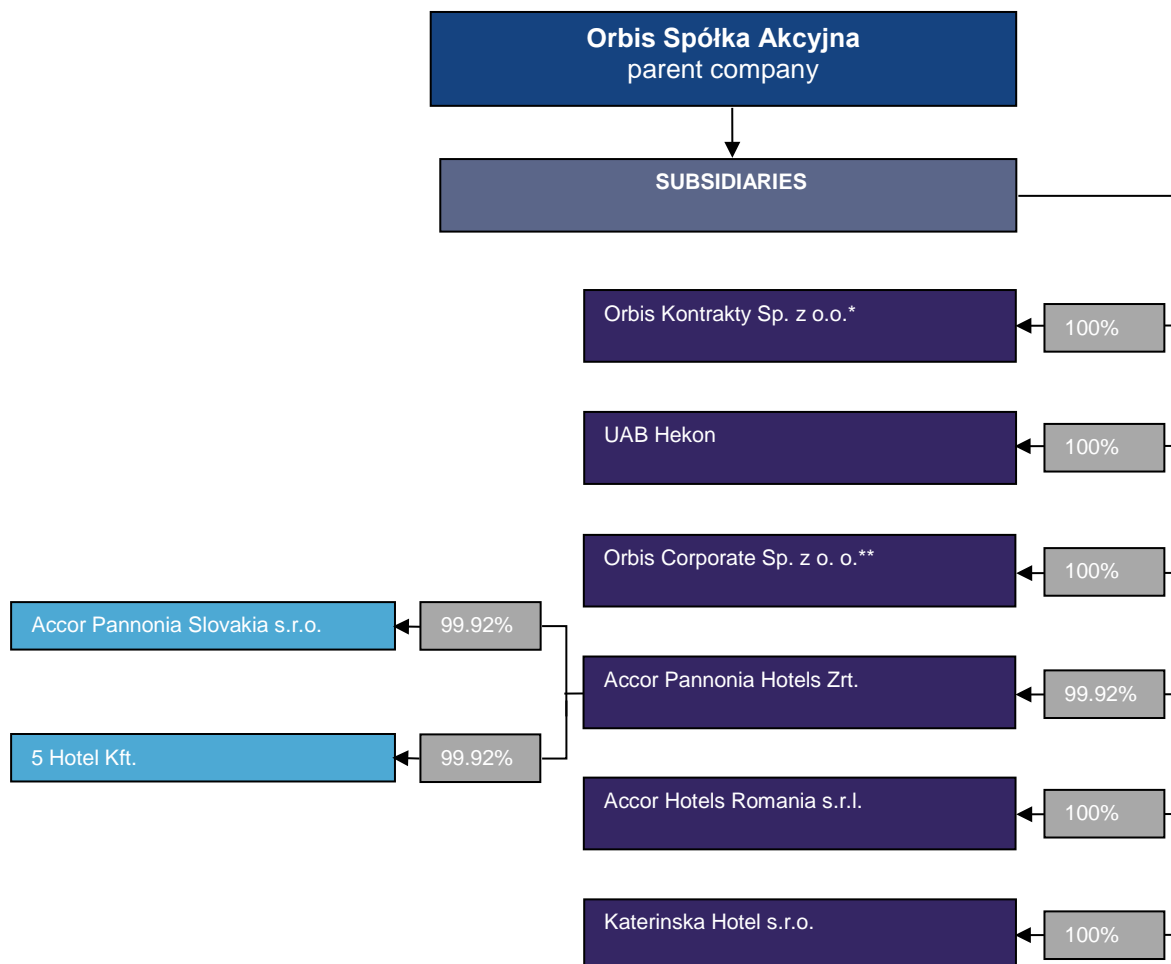 Orbis Spółka Akcyjna
parent company
SUBSIDIARIES
Orbis Kontrakty Sp. z o.o.*
100%
UAB Hekon
100%
Orbis Corporate Sp. z o. o.**
100%
Accor Pannonia Slovakia s.r.o.
99.92%
Accor Pannonia Hotels Zrt.
99.92%
5 Hotel Kft.
99.92%
Accor Hotels Romania s.r.l.
100%
Katerinska Hotel s.r.o.
100%